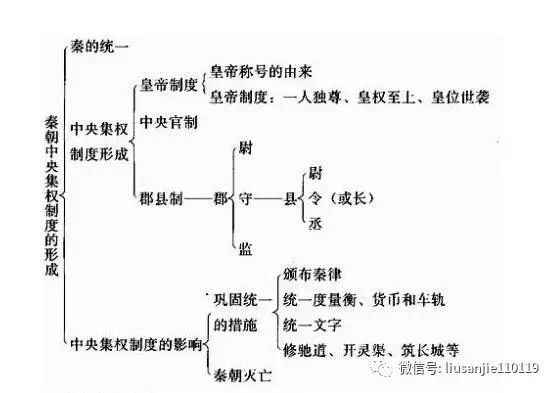 秦朝中央集权制度的形成
秦的统一
中央集权
制度形成
皇帝制度
皇帝称号的由来
皇帝制度：一人独尊、皇权至上、皇位世袭
中央官制
郡县制
郡
尉
守
监
县
尉
令（或长）
丞
中央集权制度的影响
巩固统一
的措施
颁布秦律
统一度量衡、货币和车轨
统一文字
修驰道、开灵渠、筑长城等
秦朝灭亡
微信号: liusanjie110119